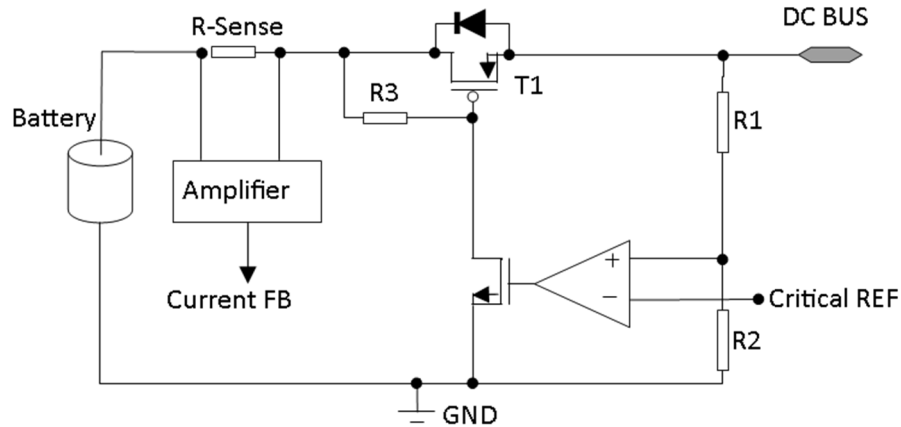 R-Sense
DC BUS
Battery
R3
T1
R1
Amplifier
+
−
Current FB
Critical REF
R2
GND